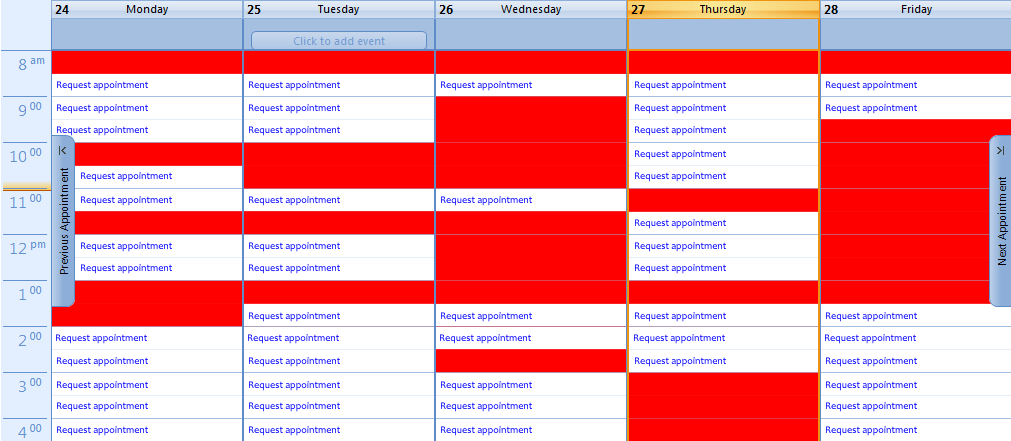 24 Monday 25 Tuesday 26 Wednesday 27 Thursday 28 Friday
Click to add event
8 am
Request appointment Request appointment Request appointment Request appointment Request appointment
9 00 Request appointment Request appointment Request appointment Request appointment
Request appointment Request appointment Request appointment
10 00 Request appointment
Request appointment Request appointment
11 00 Request appointment Request appointment Request appointment
Request appointment
12 pm Request appointment Request appointment Request appointment
Request appointment Request appointment Request appointment
1 00
Request appointment Request appointment Request appointment Request appointment
2 00 Request appointment Request appointment Request appointment Request appointment Request appointment
Request appointment Request appointment Request appointment Request appointment
3 00 Request appointment Request appointment Request appointment Request appointment
Request appointment Request appointment Request appointment Request appointment
4 00 Request appointment Request appointment Request appointment Request appointment
Previous Appointment
Next Appointment